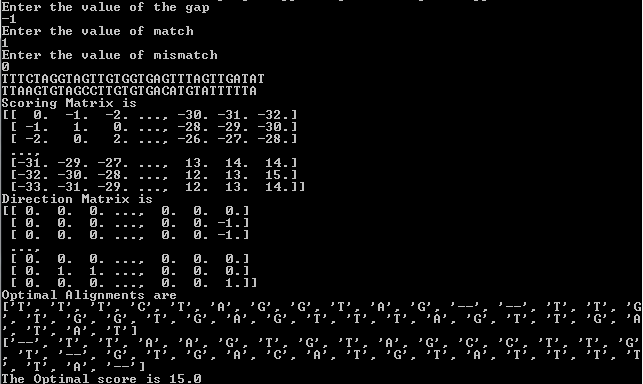 Enter the value of the gap
-1
Enter the value of match
1
Enter the value of mismatch
0
TTTCTAGGTAGTTGTGGTGAGTTTAGTTGATAT
TTAAGTGTAGCCTTGTGTGACATGTATTTTTA
Scoring Matrix is
[[  0.  -1.  -2. ..., -30. -31. -32.]
 [ -1.   1.   0. ..., -28. -29. -30.]
 [ -2.   0.   2. ..., -26. -27. -28.]
 ...,
 [-31. -29. -27. ...,  13.  14.  14.]
 [-32. -30. -28. ...,  12.  13.  15.]
 [-33. -31. -29. ...,  12.  13.  14.]]
Direction Matrix is
[[ 0.  0.  0. ...,  0.  0.  0.]
 [ 0.  0.  0. ...,  0.  0. -1.]
 [ 0.  0.  0. ...,  0.  0. -1.]
 ...,
 [ 0.  0.  0. ...,  0.  0.  0.]
 [ 0.  1.  1. ...,  0.  0.  0.]
 [ 0.  0.  0. ...,  0.  0.  1.]]
Optimal Alignments are
['T', 'T', 'T', 'C', 'T', 'A', 'G', 'G', 'T', 'A', 'G', '--', '--', 'T', 'T', 'G
', 'T', 'G', 'G', 'T', 'G', 'A', 'G', 'T', 'T', 'T', 'A', 'G', 'T', 'T', 'G', 'A
', 'T', 'A', 'T']
['--', 'T', 'T', 'A', 'A', 'G', 'T', 'G', 'T', 'A', 'G', 'C', 'C', 'T', 'T', 'G'
, 'T', '--', 'G', 'T', 'G', 'A', 'C', 'A', 'T', 'G', 'T', 'A', 'T', 'T', 'T', 'T
', 'T', 'A', '--']
The Optimal score is 15.0